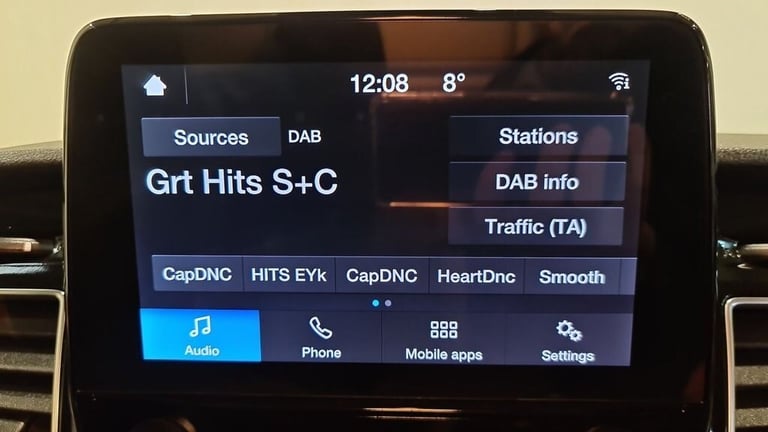 12:08 8°
Sources DAB Stations
Grt Hits S+C DAB info
Traffic (TA)
CapDNC HITS EYk CapDNC HeartDnc Smooth
Audio Phone Mobile apps Settings